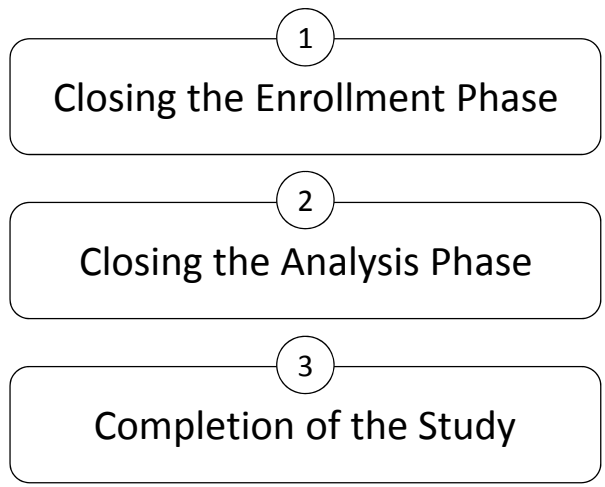 1
Closing the Enrollment Phase
2
Closing the Analysis Phase
3
Completion of the Study